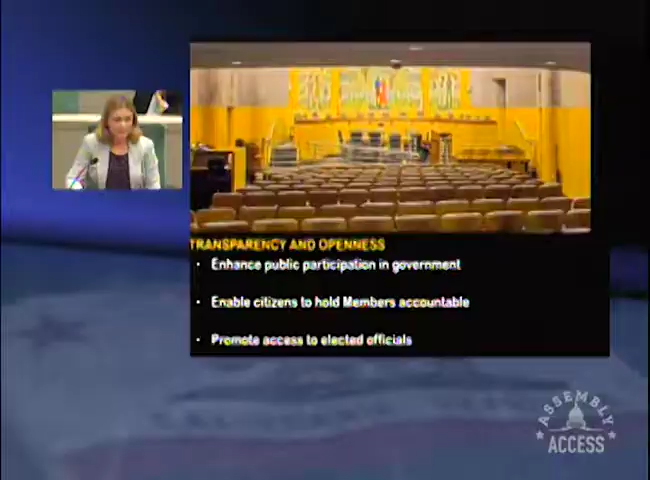 TRANSPARENCY AND OPENNESS
• Enhance public participation in government
• Enable citizens to hold Members accountable
• Promote access to elected officials
ASSEMBLY
ACCESS